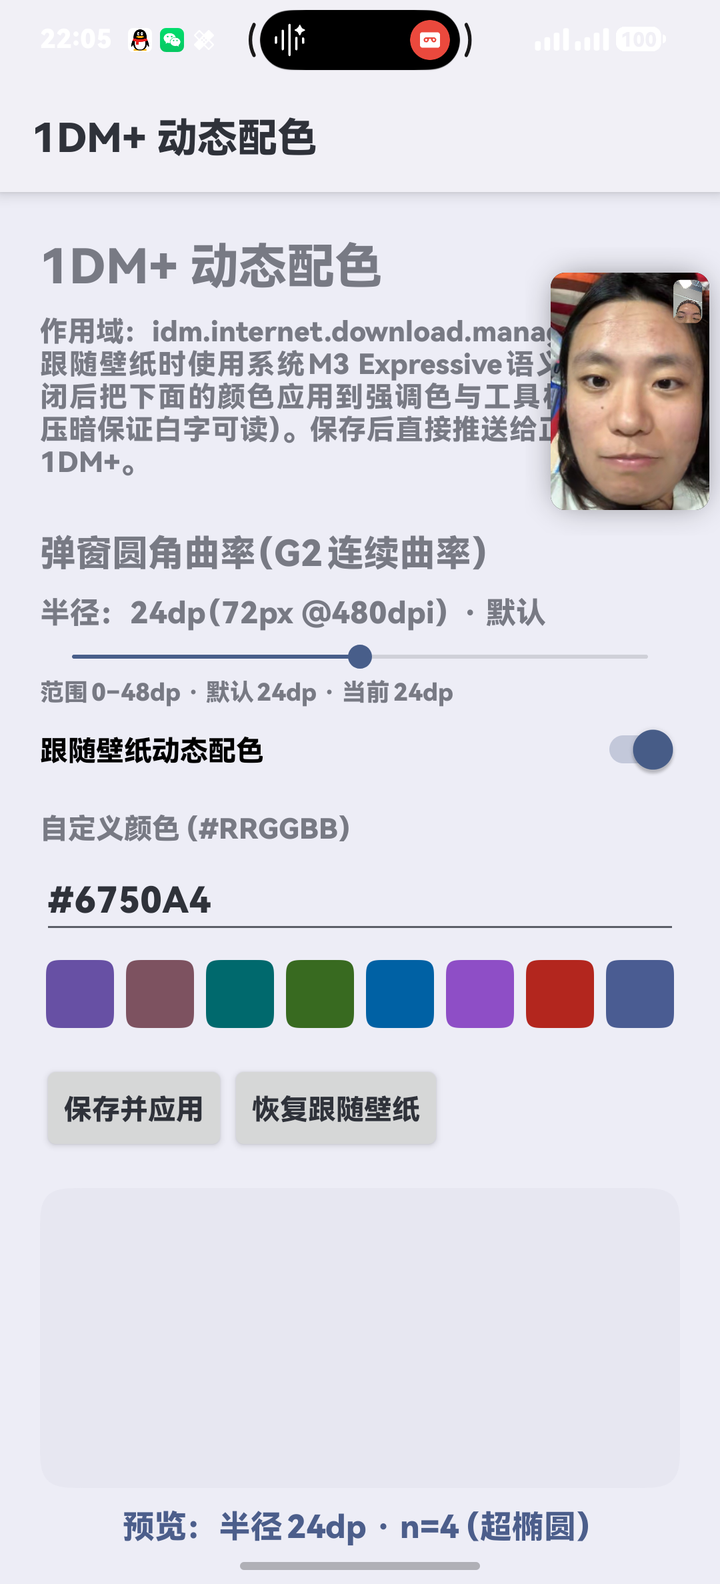 22:05
100
1DM+ 动态配色
1DM+ 动态配色
作用域：idm.internet.download.mana
跟随壁纸时使用系统M3 Expressive语义
闭后把下面的颜色应用到强调色与工具
压暗保证白字可读)。保存后直接推送给
1DM+。
弹窗圆角曲率(G2连续曲率)
半径：24dp(72px @480dpi) · 默认
范围0–48dp · 默认24dp · 当前24dp
跟随壁纸动态配色
自定义颜色 (#RRGGBB)
#6750A4
保存并应用
恢复跟随壁纸
预览：半径24dp · n=4 (超椭圆)